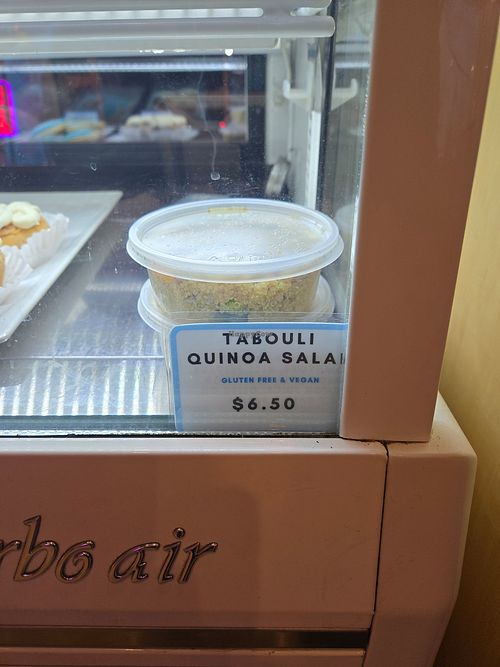 TABOULI
QUINOA SALA
GLUTEN FREE & VEGAN
$6.50
rbo air